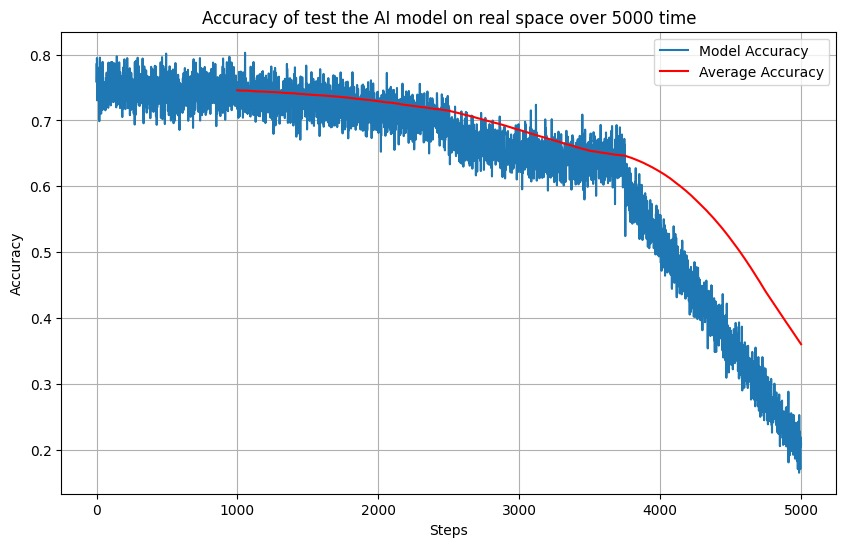 Accuracy of test the AI model on real space over 5000 time
Model Accuracy
Average Accuracy
Accuracy
0.8
0.7
0.6
0.5
0.4
0.3
0.2
0 1000 2000 3000 4000 5000
Steps